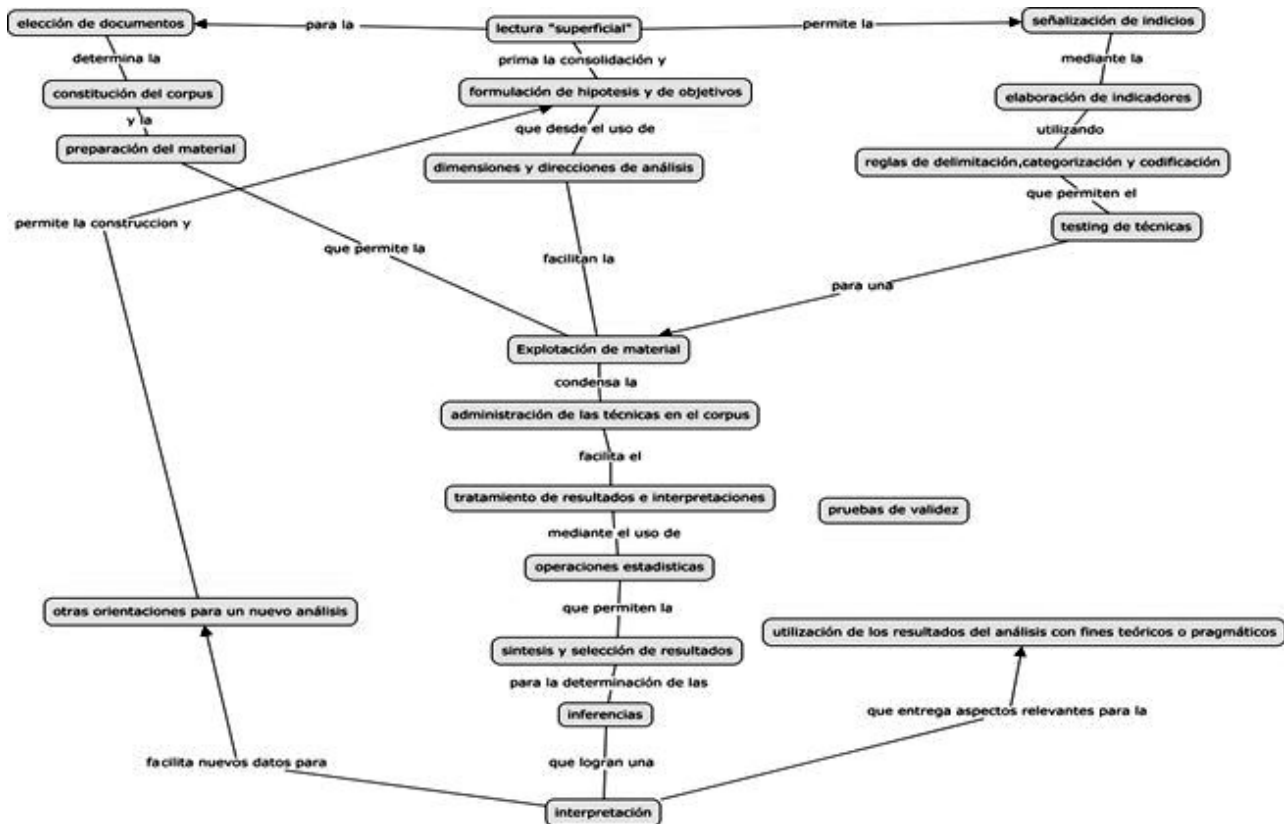 elección de documentos
para la
lectura "superficial"
permite la
señalización de indicios
determina la
prima la consolidación y
mediante la
constitución del corpus
formulación de hipotesis y de objetivos
elaboración de indicadores
y la
que desde el uso de
utilizando
preparación del material
dimensiones y direcciones de análisis
reglas de delimitación,categorización y codificación
que permiten el
permite la construccion y
testing de técnicas
que permite la
facilitan la
para una
Explotación de material
condensa la
administración de las técnicas en el corpus
facilita el
tratamiento de resultados e interpretaciones
pruebas de validez
mediante el uso de
operaciones estadisticas
otras orientaciones para un nuevo análisis
que permiten la
utilización de los resultados del análisis con fines teóricos o pragmáticos
sintesis y selección de resultados
para la determinación de las
inferencias
que entrega aspectos relevantes para la
facilita nuevos datos para
que logran una
interpretación